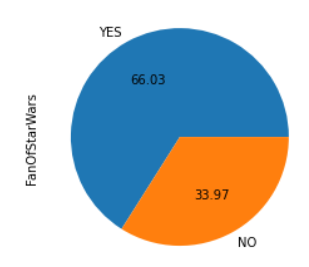 YES
66.03
FanOfStarWars
33.97
NO